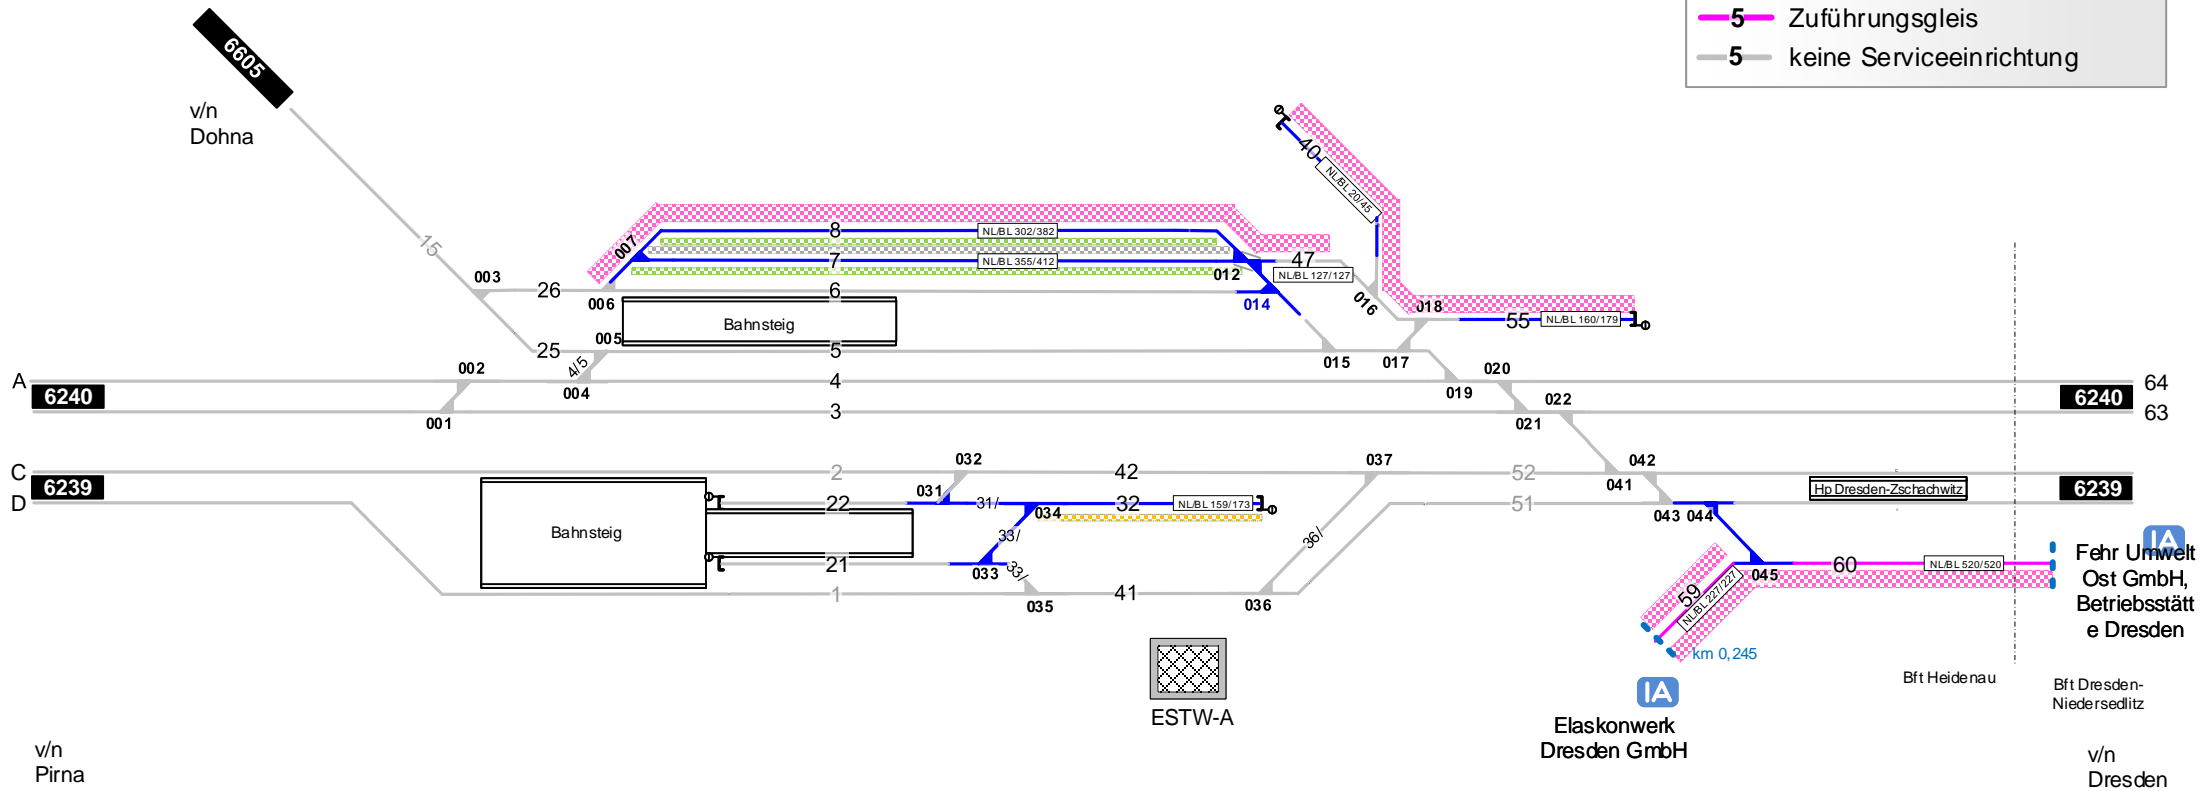 5 Zuführungsgleis
5 keine Serviceeinrichtung
6605
v/n
Dohna
15
40
NL/BL 20/45
007
8
NL/BL 302/382
7
NL/BL 355/412
012
47
NL/BL 127/127
003
26
006
6
014
016
018
55
NL/BL 160/179
Bahnsteig
005
25
5
015
017
002
4/5
020
A
004
4
019
64
6240
022
6240
001
3
021
63
032
037
042
C
2
42
52
041
6239
031
Hp Dresden-Zschachwitz
6239
D
22
31/
034
32
NL/BL 159/173
51
043
044
Bahnsteig
33/
36/
IA
21
033
33/
045
60
NL/BL 520/520
Fehr Umwelt
Ost GmbH,
Betriebsstätt
e Dresden
1
035
41
036
59
NL/BL 227/227
km 0,245
IA
Bft Heidenau
Bft Dresden-
Niedersedlitz
ESTW-A
Elaskonwerk
Dresden GmbH
v/n
Pirna
v/n
Dresden